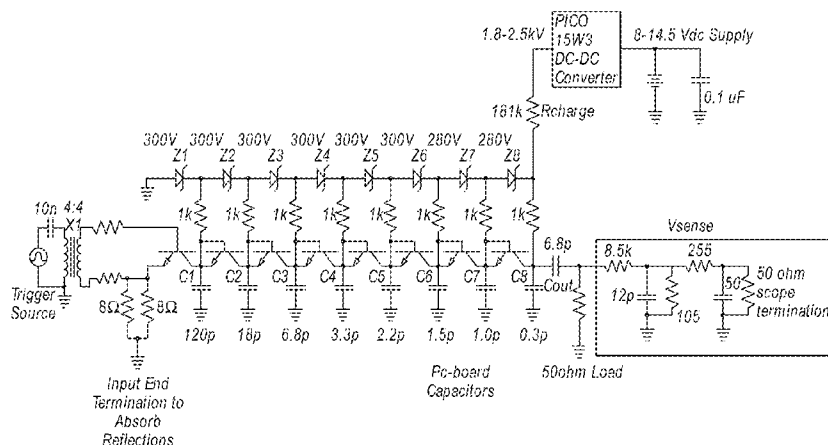 PICO
15W3
DC-DC
Converter
1.8-2.5kV
8-14.5 Vdc Supply
0.1 uF
181k
Rcharge
300V 300V 300V 300V 300V 300V 280V 280V
Z1 Z2 Z3 Z4 Z5 Z6 Z7 Z8
1k 1k 1k 1k 1k 1k 1k 1k
10n
4:4
X1
Trigger
Source
8Ω 8Ω
C1 C2 C3 C4 C5 C6 C7 C8
120p 18p 6.8p 3.3p 2.2p 1.5p 1.0p 0.3p
6.8p
Cout
Vsense
8.5k
255
12p
105
50
50 ohm
scope
termination
50ohm Load
Pc-board
Capacitors
Input End
Termination to
Absorb
Reflections